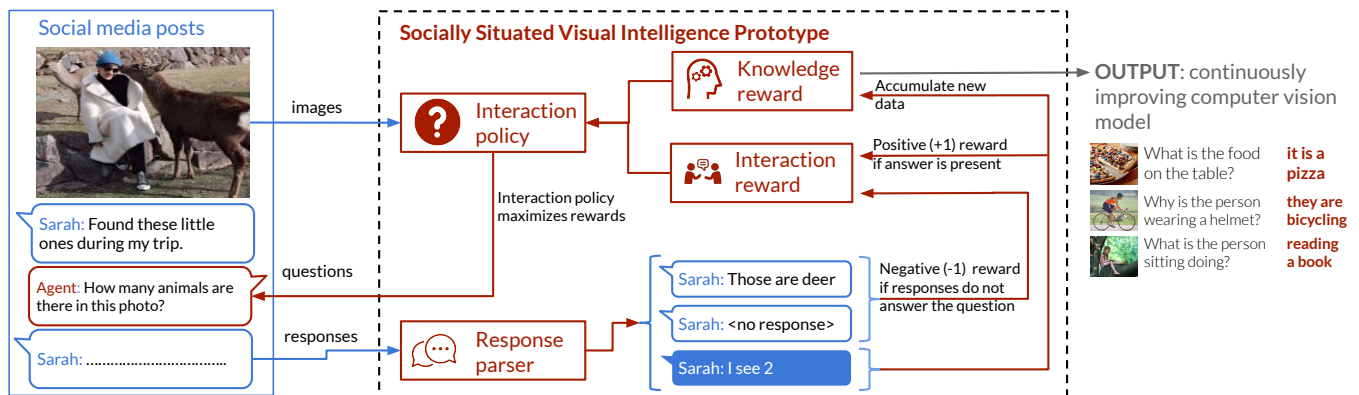 Social media posts
Sarah: Found these little
ones during my trip.
Agent: How many animals are
there in this photo?
Sarah: ......................................
images
questions
responses
Socially Situated Visual Intelligence Prototype
?
Interaction
policy
Interaction policy
maximizes rewards
Response
parser
Knowledge
reward
Interaction
reward
Accumulate new
data
Positive (+1) reward
if answer is present
Negative (-1) reward
if responses do not
answer the question
Sarah: Those are deer
Sarah: <no response>
Sarah: I see 2
OUTPUT: continuously
improving computer vision
model
What is the food
on the table?
it is a
pizza
Why is the person
wearing a helmet?
they are
bicycling
What is the person
sitting doing?
reading
a book